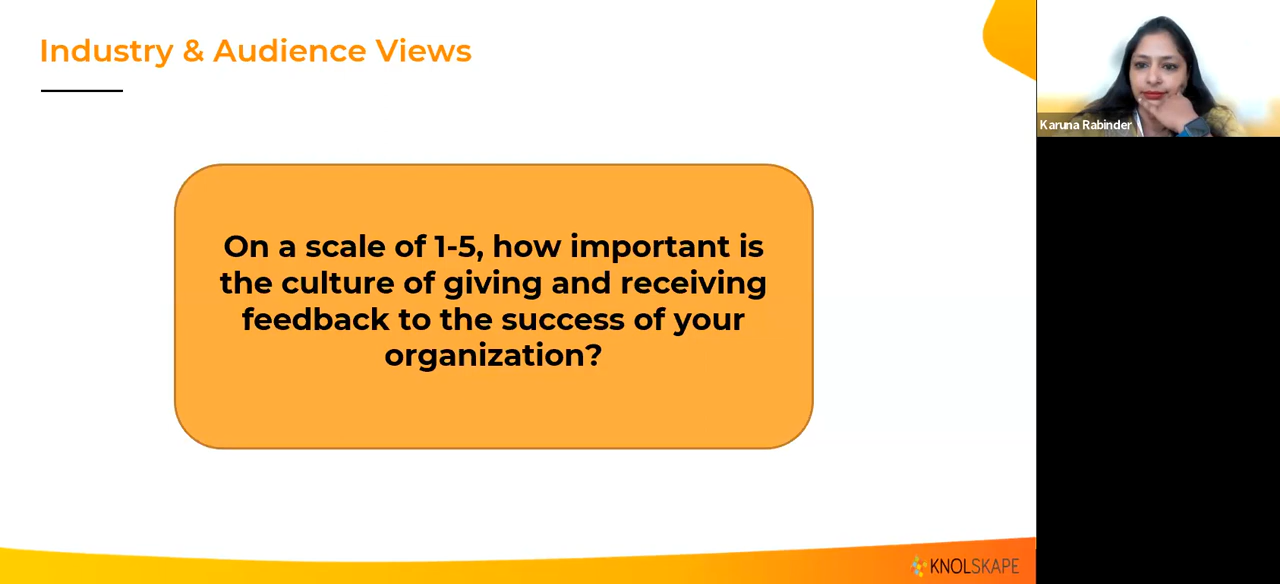 Industry & Audience Views
On a scale of 1-5, how important is
the culture of giving and receiving
feedback to the success of your
organization?
Karuna Rabinder
KNOLSKAPE